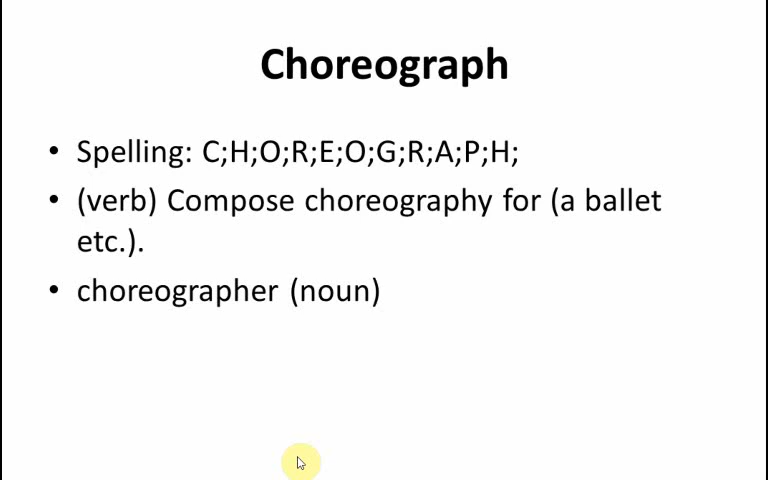 Choreograph
• Spelling: C;H;O;R;E;O;G;R;A;P;H;
• (verb) Compose choreography for (a ballet
etc.).
• choreographer (noun)